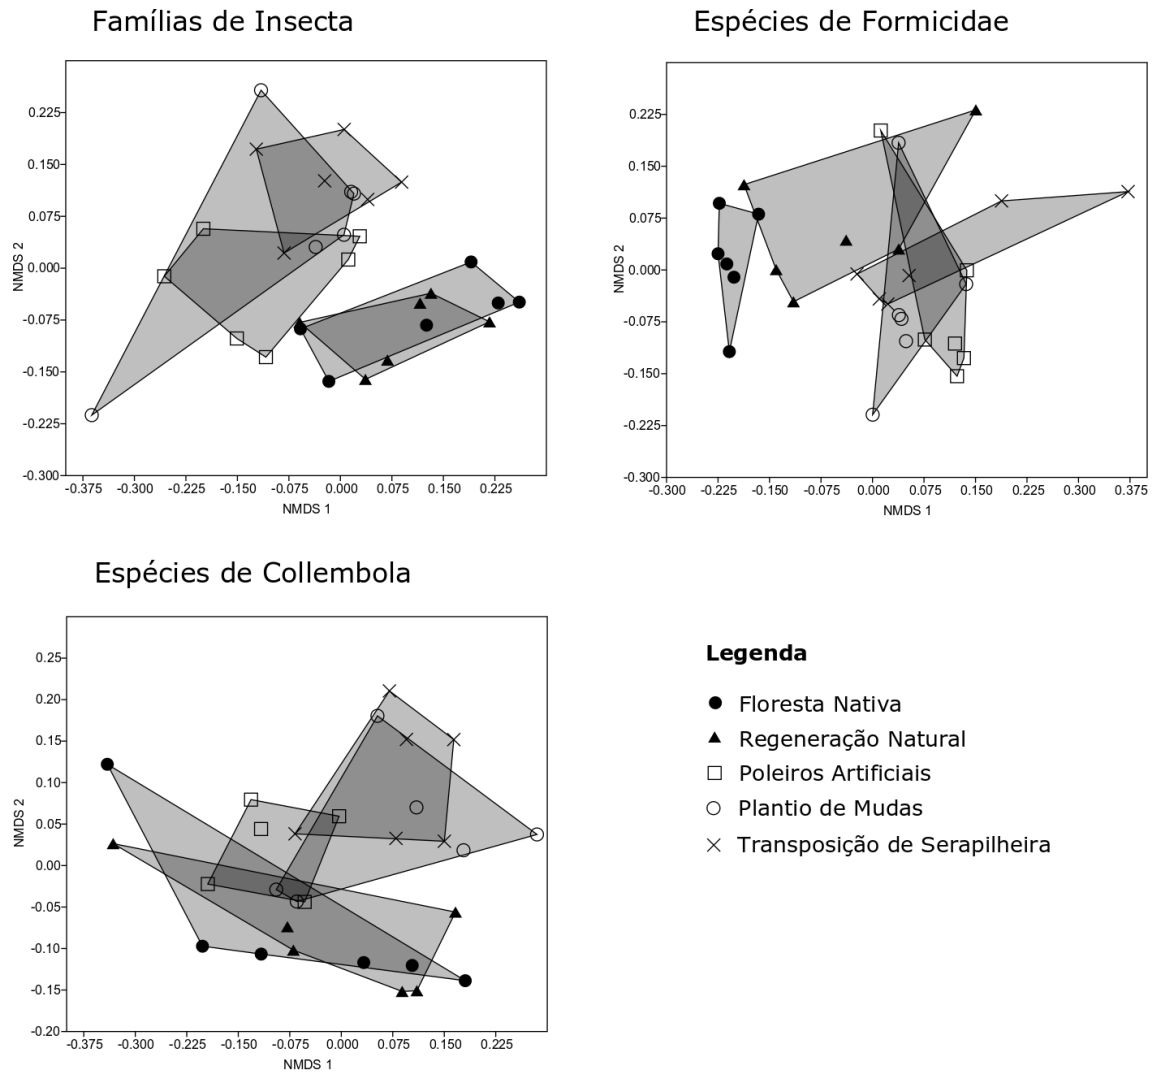 Famílias de Insecta
0.225
0.150
0.075
0.000
-0.075
-0.150
-0.225
-0.300
NMDS 2
-0.375 -0.300 -0.225 -0.150 -0.075 0.000 0.075 0.150 0.225
NMDS 1
Espécies de Formicidae
0.225
0.150
0.075
0.000
-0.075
-0.150
-0.225
-0.300
NMDS 2
-0.300 -0.225 -0.150 -0.075 0.000 0.075 0.150 0.225 0.300 0.375
NMDS 1
Espécies de Collembola
0.25
0.20
0.15
0.10
0.05
0.00
-0.05
-0.10
-0.15
-0.20
NMDS 2
-0.375 -0.300 -0.225 -0.150 -0.075 0.000 0.075 0.150 0.225
NMDS 1
Legenda
Floresta Nativa
Regeneração Natural
Poleiros Artificiais
Plantio de Mudas
Transposição de Serapilheira